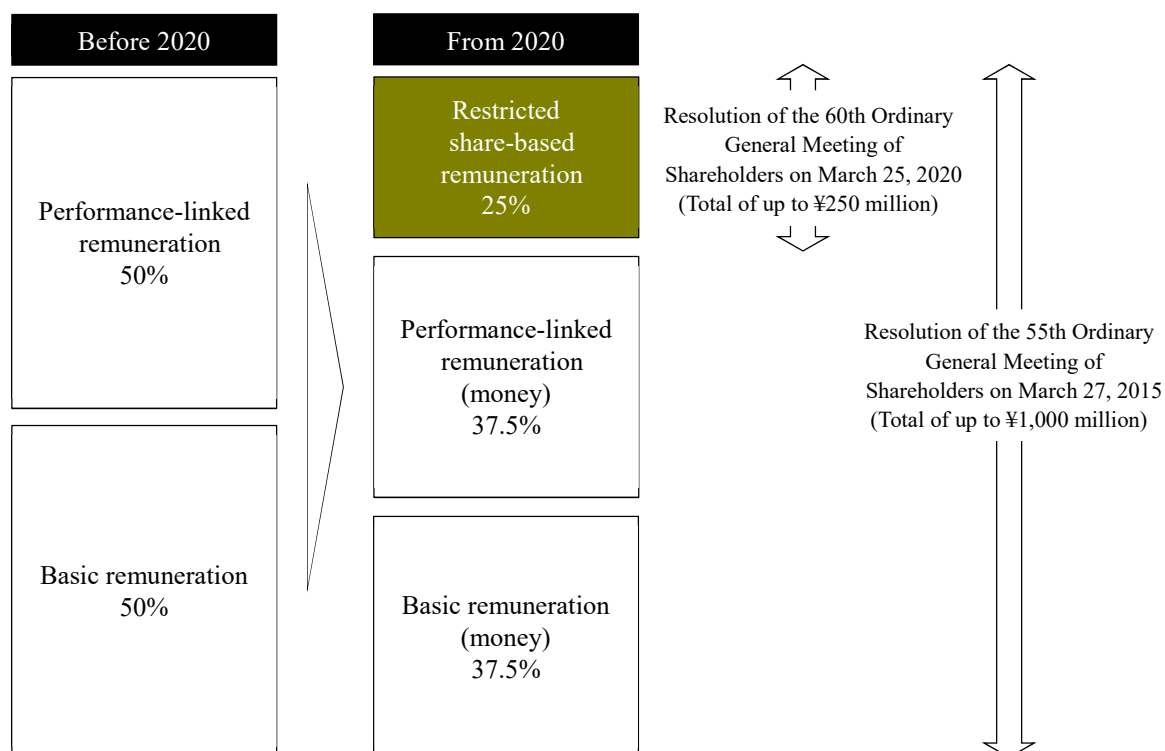 Before 2020
Performance-linked
remuneration
50%
Basic remuneration
50%
From 2020
Restricted
share-based
remuneration
25%
Performance-linked
remuneration
(money)
37.5%
Basic remuneration
(money)
37.5%
Resolution of the 60th Ordinary
General Meeting of
Shareholders on March 25, 2020
(Total of up to ¥250 million)
Resolution of the 55th Ordinary
General Meeting of
Shareholders on March 27, 2015
(Total of up to ¥1,000 million)